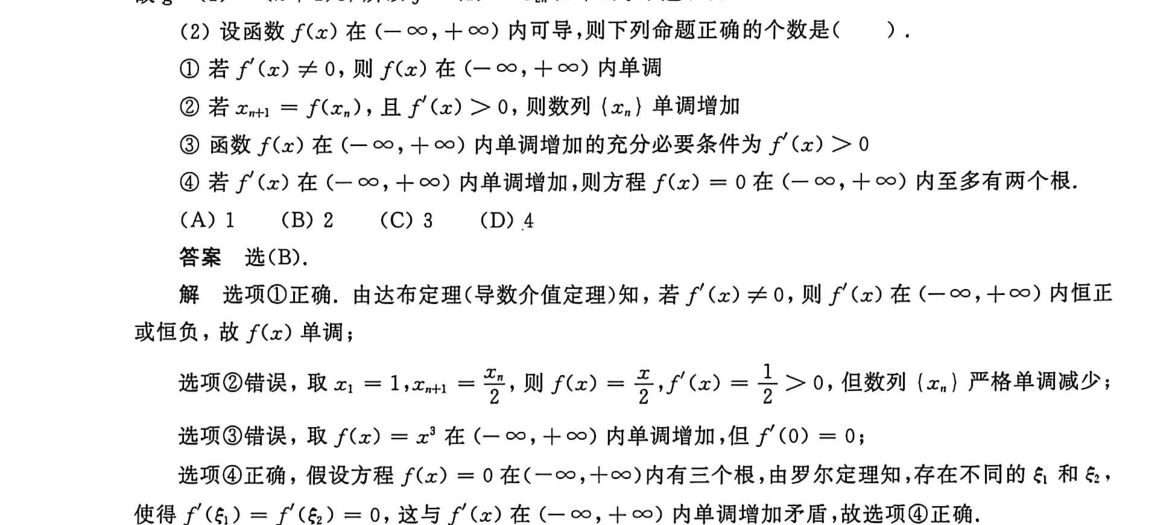 (2) 设函数 f(x) 在 (－∞,＋∞) 内可导,则下列命题正确的个数是(　　).
① 若 f′(x) ≠ 0, 则 f(x) 在 (－∞,＋∞) 内单调
② 若 xₙ₊₁ = f(xₙ), 且 f′(x) > 0, 则数列 {xₙ} 单调增加
③ 函数 f(x) 在 (－∞,＋∞) 内单调增加的充分必要条件为 f′(x) > 0
④ 若 f′(x) 在 (－∞,＋∞) 内单调增加,则方程 f(x) = 0 在 (－∞,＋∞) 内至多有两个根.
(A) 1 (B) 2 (C) 3 (D) 4
答案 选(B).
解 选项①正确. 由达布定理(导数介值定理)知, 若 f′(x) ≠ 0, 则 f′(x) 在 (－∞,＋∞) 内恒正
或恒负, 故 f(x) 单调;
选项②错误, 取 x₁ = 1, xₙ₊₁ = xₙ/2, 则 f(x) = x/2, f′(x) = 1/2 > 0, 但数列 {xₙ} 严格单调减少;
选项③错误, 取 f(x) = x³ 在 (－∞,＋∞) 内单调增加,但 f′(0) = 0;
选项④正确, 假设方程 f(x) = 0 在(－∞,＋∞)内有三个根,由罗尔定理知,存在不同的 ξ₁ 和 ξ₂,
使得 f′(ξ₁) = f′(ξ₂) = 0, 这与 f′(x) 在 (－∞,＋∞) 内单调增加矛盾,故选项④正确.